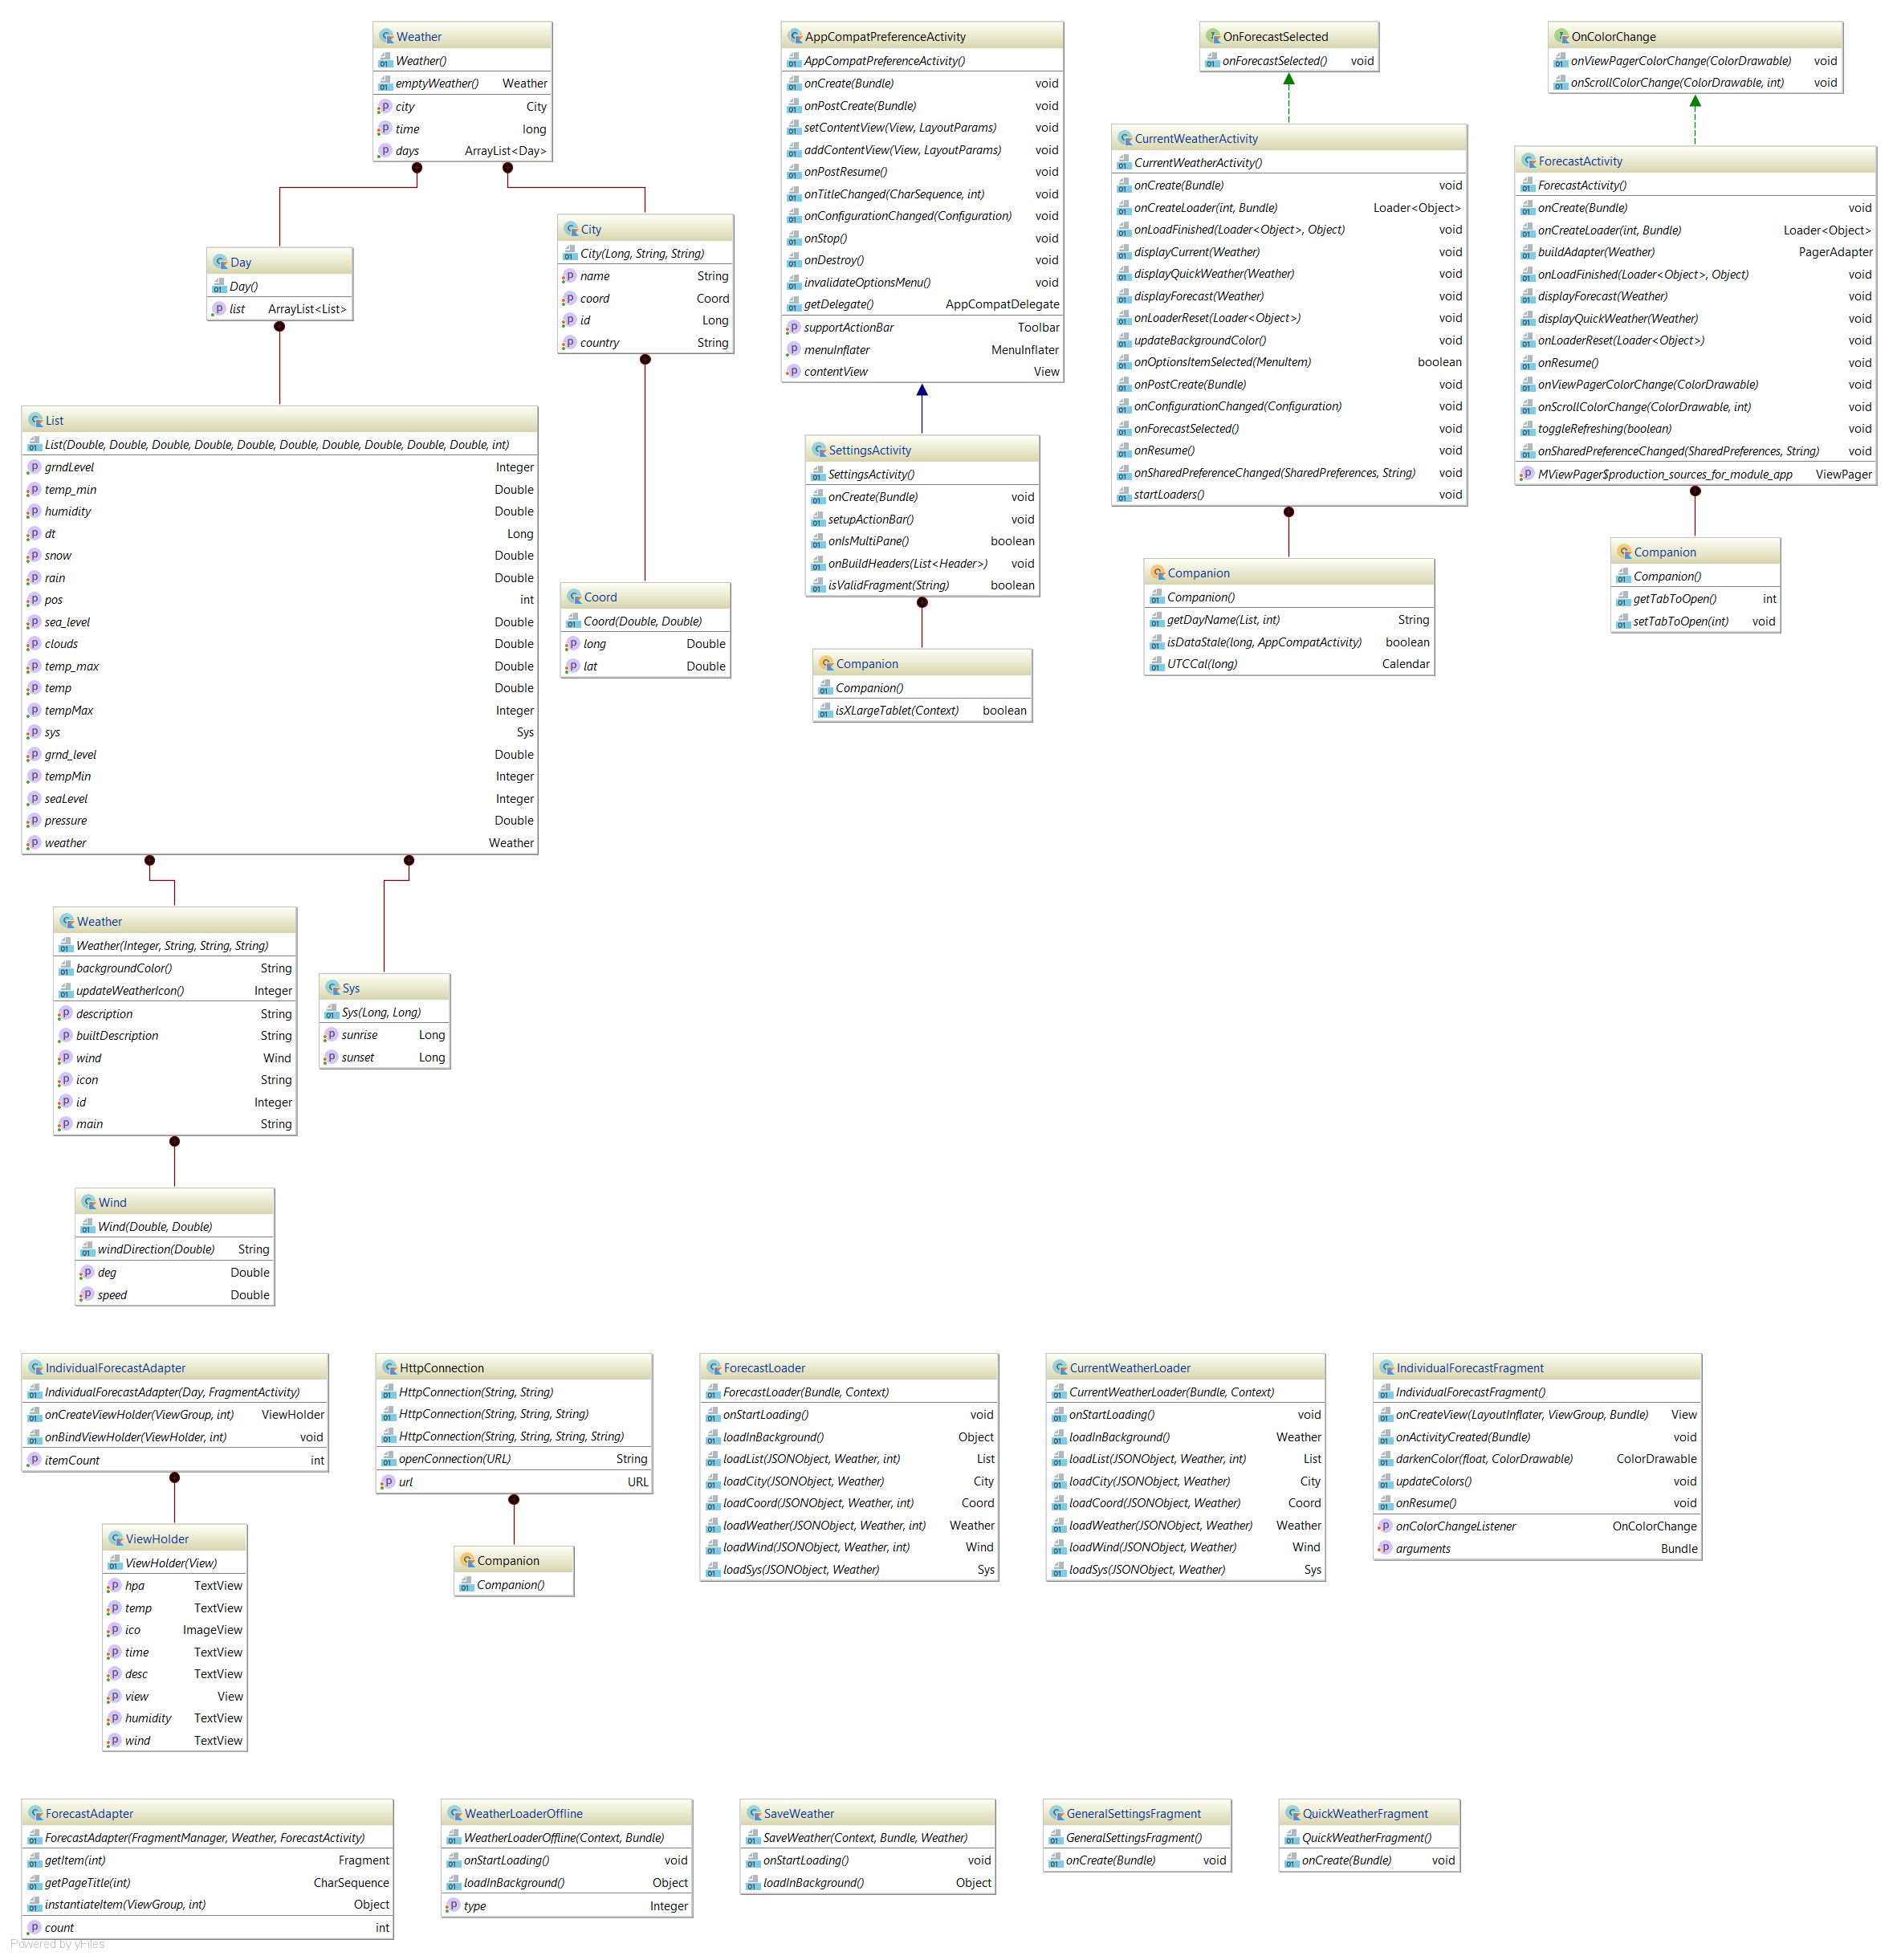 Weather
Weather()
emptyWeather() Weather
city City
time long
days ArrayList<Day>
Day
Day()
list ArrayList<List>
City
City(Long, String, String)
name String
coord Coord
id Long
country String
List
List(Double, Double, Double, Double, Double, Double, Double, Double, Double, Double, int)
grndLevel Integer
temp_min Double
humidity Double
dt Long
snow Double
rain Double
pos int
sea_level Double
clouds Double
temp_max Double
temp Double
tempMax Integer
sys Sys
grnd_level Double
tempMin Integer
seaLevel Integer
pressure Double
weather Weather
Coord
Coord(Double, Double)
long Double
lat Double
Weather
Weather(Integer, String, String, String)
backgroundColor() String
updateWeatherIcon() Integer
description String
builtDescription String
wind Wind
icon String
id Integer
main String
Sys
Sys(Long, Long)
sunrise Long
sunset Long
Wind
Wind(Double, Double)
windDirection(Double) String
deg Double
speed Double
AppCompatPreferenceActivity
AppCompatPreferenceActivity()
onCreate(Bundle) void
onPostCreate(Bundle) void
setContentView(View, LayoutParams) void
addContentView(View, LayoutParams) void
onPostResume() void
onTitleChanged(CharSequence, int) void
onConfigurationChanged(Configuration) void
onStop() void
onDestroy() void
invalidateOptionsMenu() void
getDelegate() AppCompatDelegate
supportActionBar Toolbar
menuInflater MenuInflater
contentView View
SettingsActivity
SettingsActivity()
onCreate(Bundle) void
setupActionBar() void
onIsMultiPane() boolean
onBuildHeaders(List<Header>) void
isValidFragment(String) boolean
Companion
Companion()
isXLargeTablet(Context) boolean
OnForecastSelected
onForecastSelected() void
CurrentWeatherActivity
CurrentWeatherActivity()
onCreate(Bundle) void
onCreateLoader(int, Bundle) Loader<Object>
onLoadFinished(Loader<Object>, Object) void
displayCurrent(Weather) void
displayQuickWeather(Weather) void
displayForecast(Weather) void
onLoaderReset(Loader<Object>) void
updateBackgroundColor() void
onOptionsItemSelected(MenuItem) boolean
onPostCreate(Bundle) void
onConfigurationChanged(Configuration) void
onForecastSelected() void
onResume() void
onSharedPreferenceChanged(SharedPreferences, String) void
startLoaders() void
Companion
Companion()
getDayName(List, int) String
isDataStale(long, AppCompatActivity) boolean
UTCCal(long) Calendar
OnColorChange
onViewPagerColorChange(ColorDrawable) void
onScrollColorChange(ColorDrawable, int) void
ForecastActivity
ForecastActivity()
onCreate(Bundle) void
onCreateLoader(int, Bundle) Loader<Object>
buildAdapter(Weather) PagerAdapter
onLoadFinished(Loader<Object>, Object) void
displayForecast(Weather) void
displayQuickWeather(Weather) void
onLoaderReset(Loader<Object>) void
onResume() void
onViewPagerColorChange(ColorDrawable) void
onScrollColorChange(ColorDrawable, int) void
toggleRefreshing(boolean) void
onSharedPreferenceChanged(SharedPreferences, String) void
MViewPager$production_sources_for_module_app ViewPager
Companion
Companion()
getTabToOpen() int
setTabToOpen(int) void
IndividualForecastAdapter
IndividualForecastAdapter(Day, FragmentActivity)
onCreateViewHolder(ViewGroup, int) ViewHolder
onBindViewHolder(ViewHolder, int) void
itemCount int
ViewHolder
ViewHolder(View)
hpa TextView
temp TextView
ico ImageView
time TextView
desc TextView
view View
humidity TextView
wind TextView
HttpConnection
HttpConnection(String, String)
HttpConnection(String, String, String)
HttpConnection(String, String, String, String)
openConnection(URL) String
url URL
Companion
Companion()
ForecastLoader
ForecastLoader(Bundle, Context)
onStartLoading() void
loadInBackground() Object
loadList(JSONObject, Weather, int) List
loadCity(JSONObject, Weather) City
loadCoord(JSONObject, Weather, int) Coord
loadWeather(JSONObject, Weather, int) Weather
loadWind(JSONObject, Weather, int) Wind
loadSys(JSONObject, Weather) Sys
CurrentWeatherLoader
CurrentWeatherLoader(Bundle, Context)
onStartLoading() void
loadInBackground() Weather
loadList(JSONObject, Weather, int) List
loadCity(JSONObject, Weather) City
loadCoord(JSONObject, Weather) Coord
loadWeather(JSONObject, Weather) Weather
loadWind(JSONObject, Weather) Wind
loadSys(JSONObject, Weather) Sys
IndividualForecastFragment
IndividualForecastFragment()
onCreateView(LayoutInflater, ViewGroup, Bundle) View
onActivityCreated(Bundle) void
darkenColor(float, ColorDrawable) ColorDrawable
updateColors() void
onResume() void
onColorChangeListener OnColorChange
arguments Bundle
ForecastAdapter
ForecastAdapter(FragmentManager, Weather, ForecastActivity)
getItem(int) Fragment
getPageTitle(int) CharSequence
instantiateItem(ViewGroup, int) Object
count int
WeatherLoaderOffline
WeatherLoaderOffline(Context, Bundle)
onStartLoading() void
loadInBackground() Object
type Integer
SaveWeather
SaveWeather(Context, Bundle, Weather)
onStartLoading() void
loadInBackground() Object
GeneralSettingsFragment
GeneralSettingsFragment()
onCreate(Bundle) void
QuickWeatherFragment
QuickWeatherFragment()
onCreate(Bundle) void
Powered by yFiles